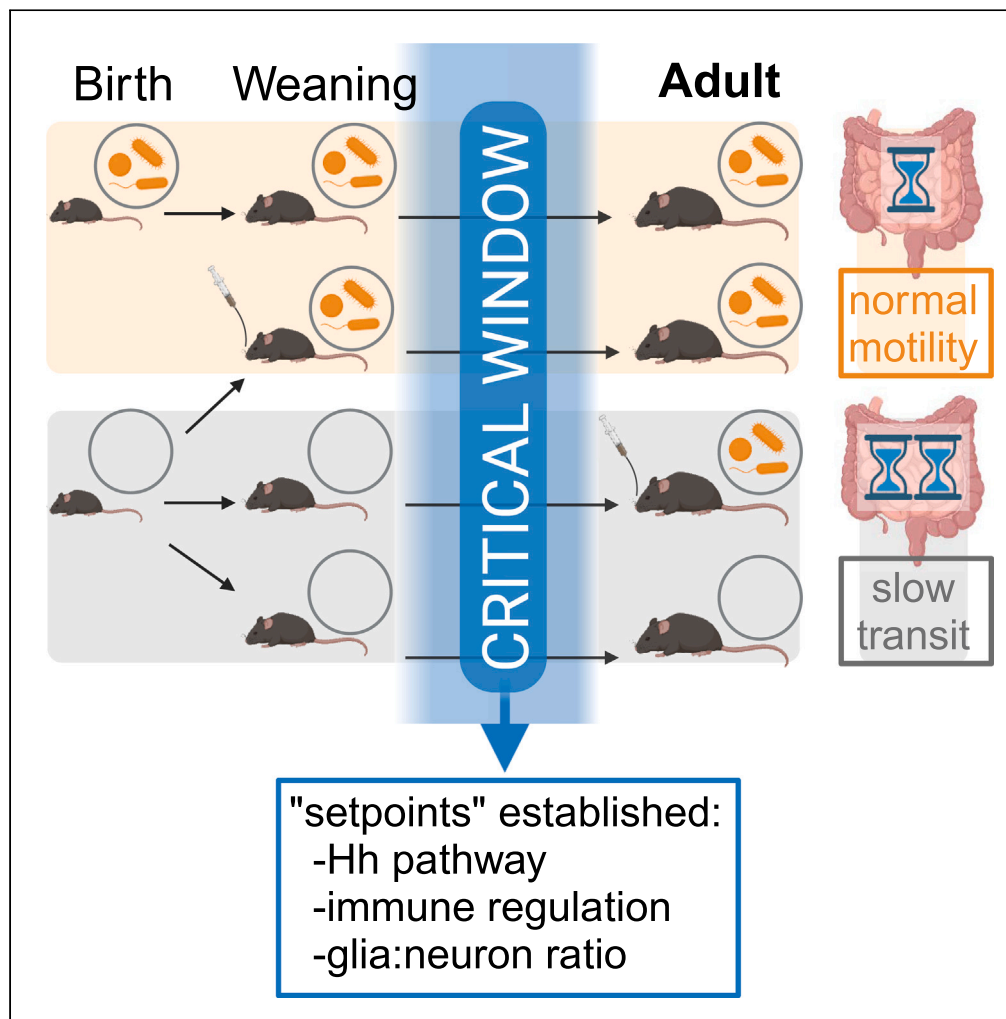 Birth
Weaning
Adult
CRITICAL WINDOW
normal
motility
slow
transit
"setpoints" established:
-Hh pathway
-immune regulation
-glia:neuron ratio